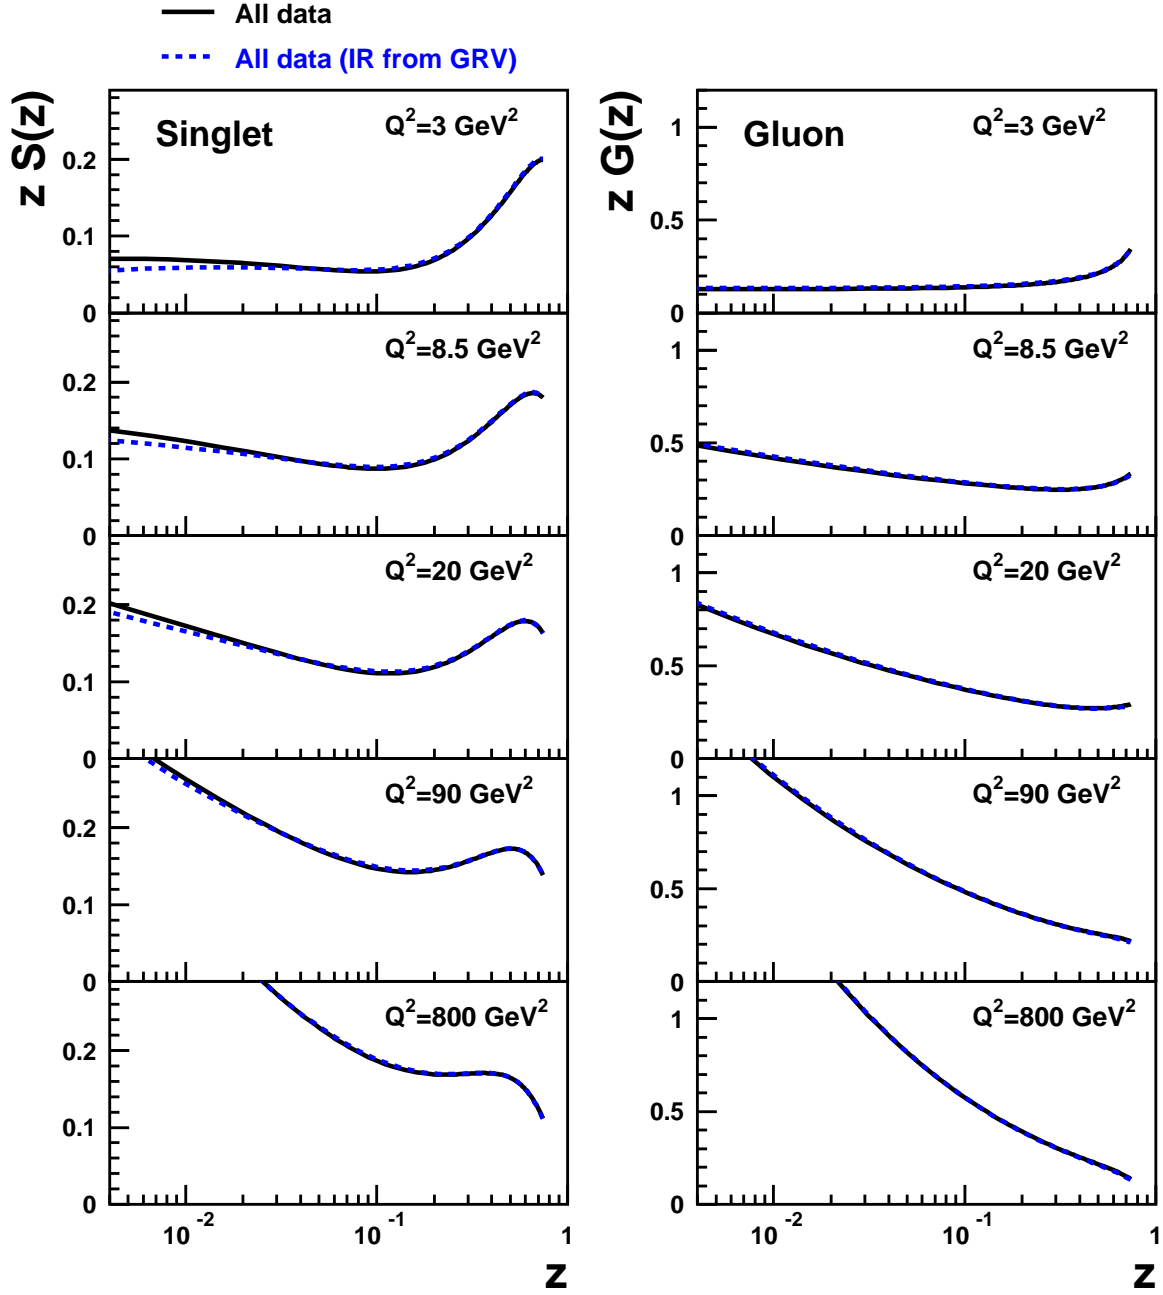 All data
All data (IR from GRV)
z S(z)
z G(z)
Singlet
Q²=3 GeV²
0.2
0.1
0
Gluon
Q²=3 GeV²
1
0.5
0
Q²=8.5 GeV²
0.2
0.1
0
Q²=8.5 GeV²
1
0.5
0
Q²=20 GeV²
0.2
0.1
0
Q²=20 GeV²
1
0.5
0
Q²=90 GeV²
0.2
0.1
0
Q²=90 GeV²
1
0.5
0
Q²=800 GeV²
0.2
0.1
0
Q²=800 GeV²
1
0.5
0
10⁻² 10⁻¹ 1
10⁻² 10⁻¹ 1
z
z